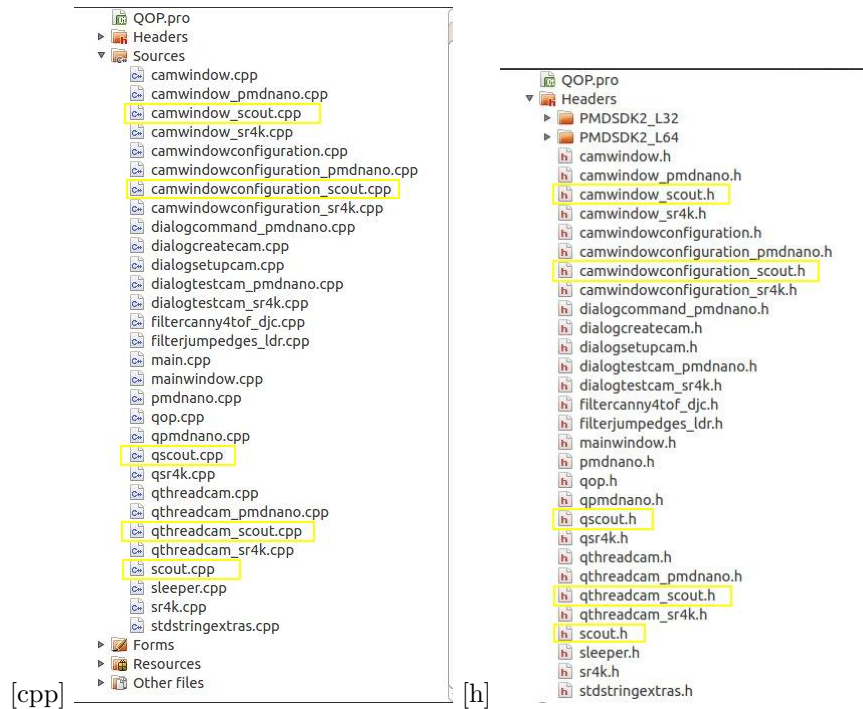 QOP.pro
Headers
Sources
camwindow.cpp
camwindow_pmdnano.cpp
camwindow_scout.cpp
camwindow_sr4k.cpp
camwindowconfiguration.cpp
camwindowconfiguration_pmdnano.cpp
camwindowconfiguration_scout.cpp
camwindowconfiguration_sr4k.cpp
dialogcommand_pmdnano.cpp
dialogcreatecam.cpp
dialogsetupcam.cpp
dialogtestcam_pmdnano.cpp
dialogtestcam_sr4k.cpp
filtercanny4tof_djc.cpp
filterjumpedges_ldr.cpp
main.cpp
mainwindow.cpp
pmdnano.cpp
qop.cpp
qpmdnano.cpp
qscout.cpp
qsr4k.cpp
qthreadcam.cpp
qthreadcam_pmdnano.cpp
qthreadcam_scout.cpp
qthreadcam_sr4k.cpp
scout.cpp
sleeper.cpp
sr4k.cpp
stdstringextras.cpp
Forms
Resources
Other files
[cpp]
QOP.pro
Headers
PMDSDK2_L32
PMDSDK2_L64
camwindow.h
camwindow_pmdnano.h
camwindow_scout.h
camwindow_sr4k.h
camwindowconfiguration.h
camwindowconfiguration_pmdnano.h
camwindowconfiguration_scout.h
camwindowconfiguration_sr4k.h
dialogcommand_pmdnano.h
dialogcreatecam.h
dialogsetupcam.h
dialogtestcam_pmdnano.h
dialogtestcam_sr4k.h
filtercanny4tof_djc.h
filterjumpedges_ldr.h
mainwindow.h
pmdnano.h
qop.h
qpmdnano.h
qscout.h
qsr4k.h
qthreadcam.h
qthreadcam_pmdnano.h
qthreadcam_scout.h
qthreadcam_sr4k.h
scout.h
sleeper.h
sr4k.h
stdstringextras.h
[h]